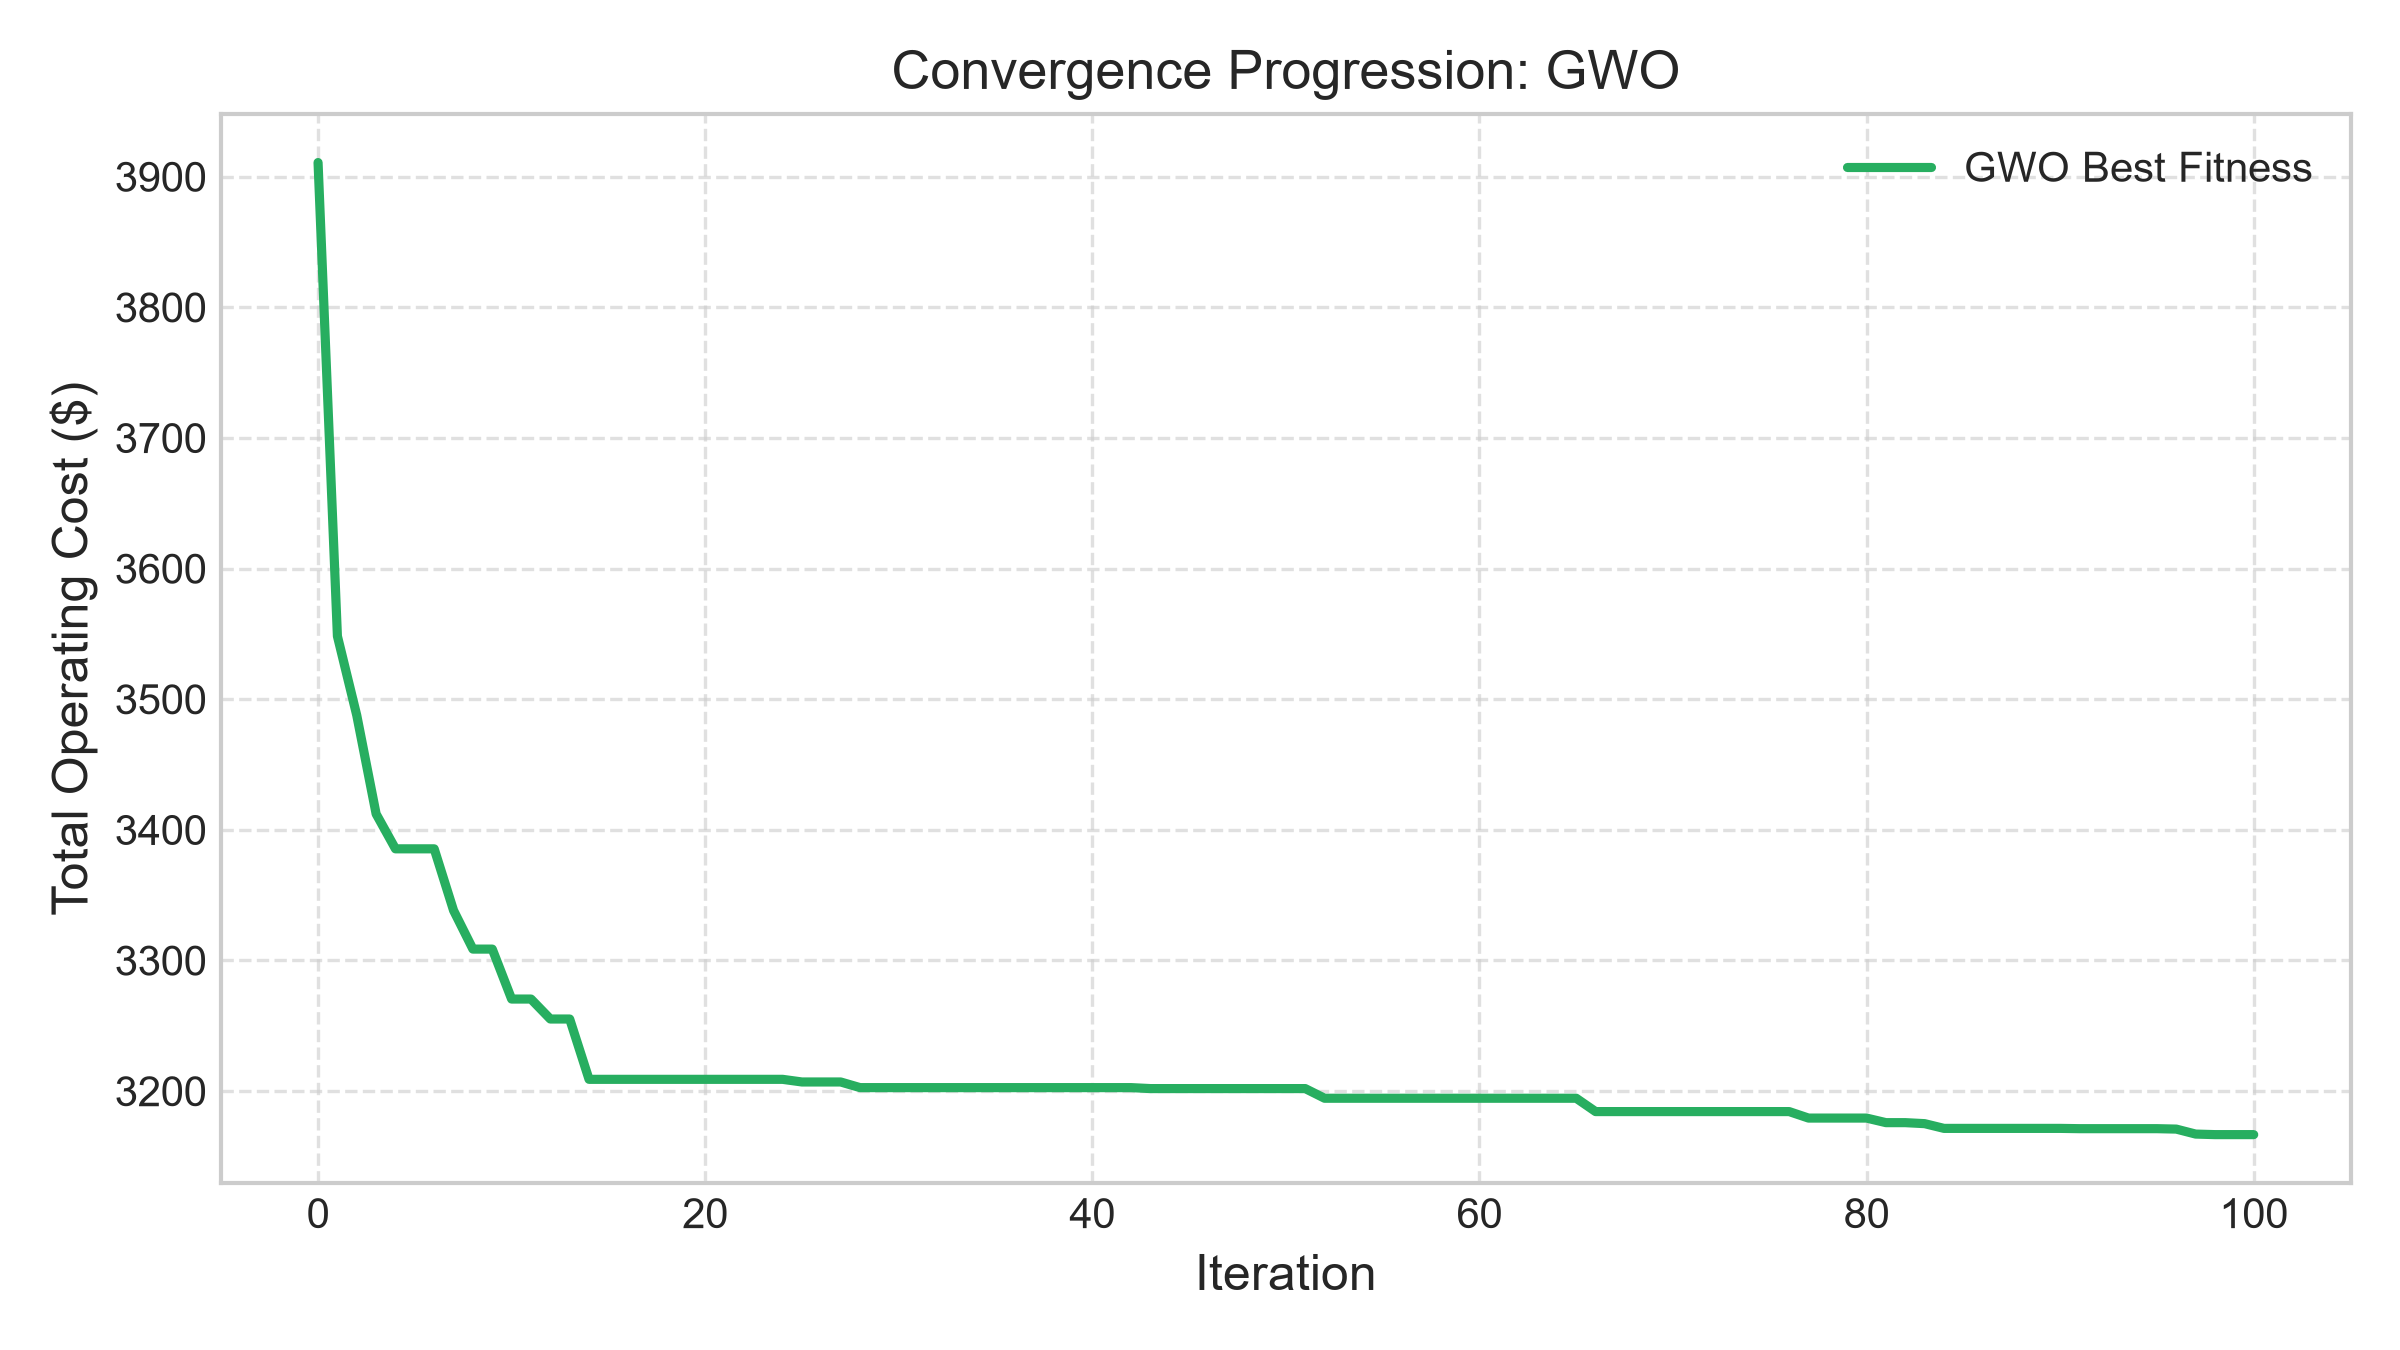 Convergence Progression: GWO
GWO Best Fitness
Total Operating Cost ($)
3900
3800
3700
3600
3500
3400
3300
3200
0 20 40 60 80 100
Iteration